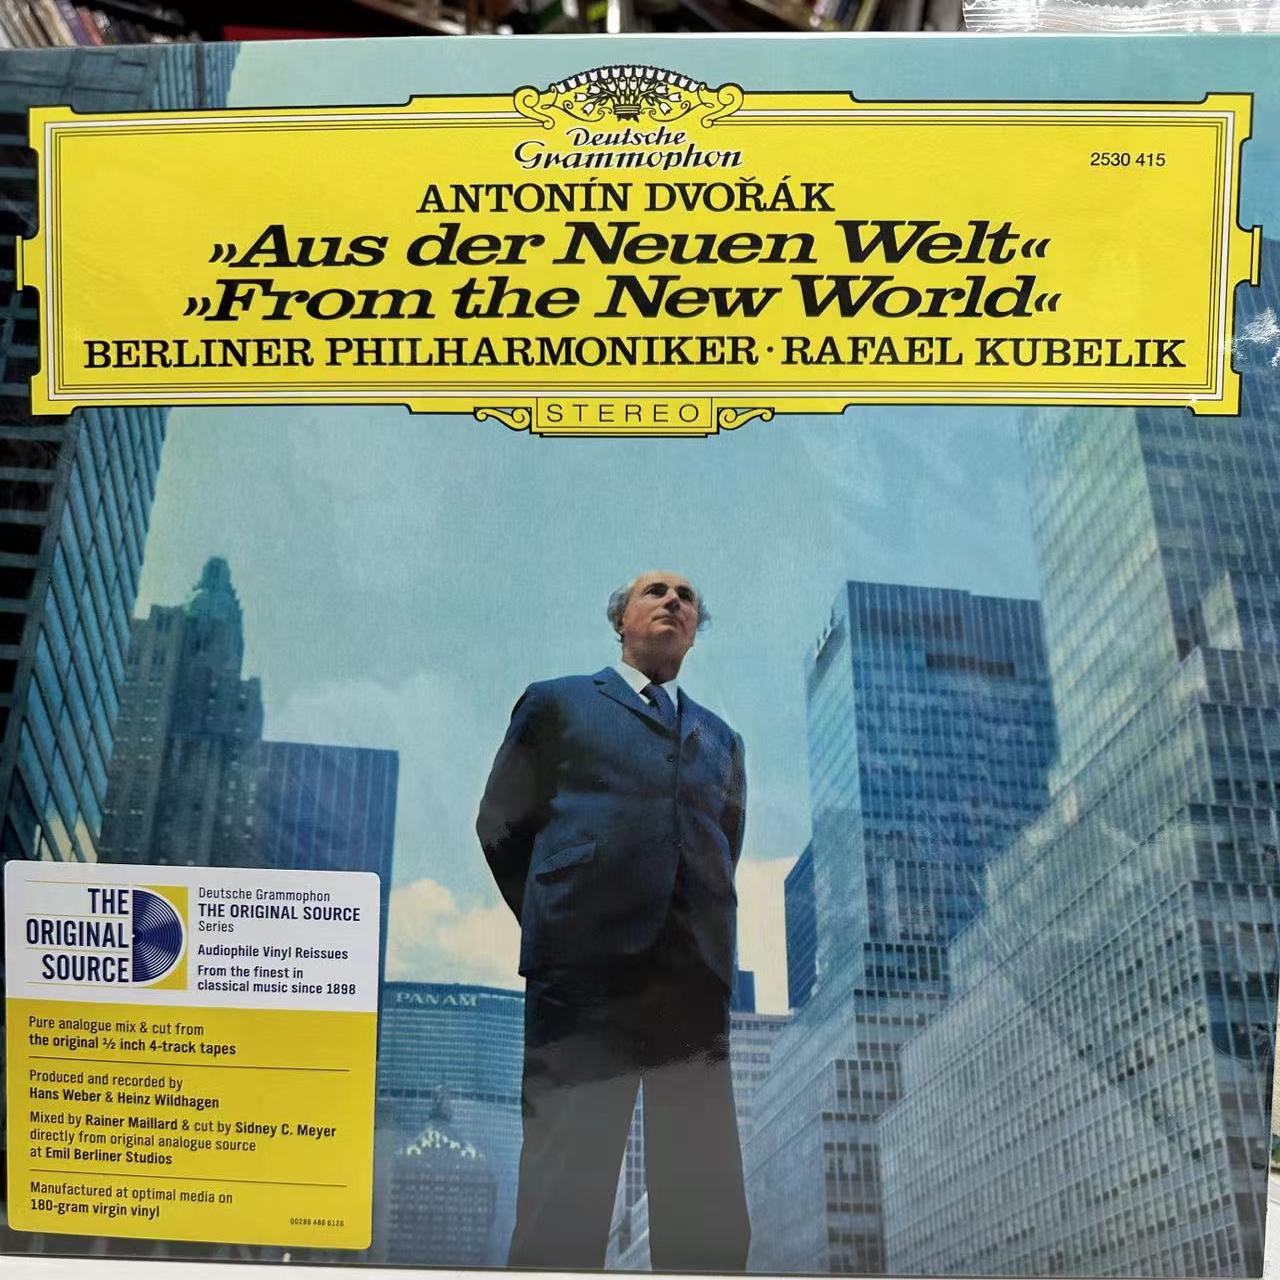 Deutsche
Grammophon
2530 415
ANTONÍN DVOŘÁK
»Aus der Neuen Welt«
»From the New World«
BERLINER PHILHARMONIKER · RAFAEL KUBELIK
STEREO
PAN AM
THE
ORIGINAL
SOURCE
Deutsche Grammophon
THE ORIGINAL SOURCE
Series
Audiophile Vinyl Reissues
From the finest in
classical music since 1898
Pure analogue mix & cut from
the original ½ inch 4-track tapes
Produced and recorded by
Hans Weber & Heinz Wildhagen
Mixed by Rainer Maillard & cut by Sidney C. Meyer
directly from original analogue source
at Emil Berliner Studios
Manufactured at optimal media on
180-gram virgin vinyl
00289 486 6126